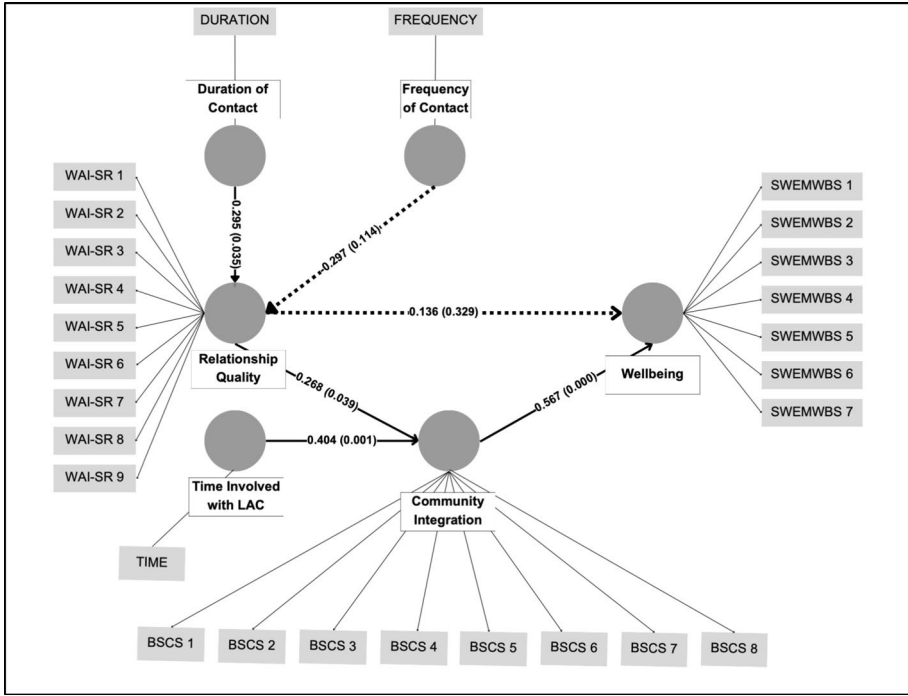 DURATION
FREQUENCY
Duration of
Contact
Frequency
of Contact
WAI-SR 1
WAI-SR 2
WAI-SR 3
WAI-SR 4
WAI-SR 5
WAI-SR 6
WAI-SR 7
WAI-SR 8
WAI-SR 9
0.295 (0.035)
0.297 (0.114)
0.136 (0.329)
SWEMWBS 1
SWEMWBS 2
SWEMWBS 3
SWEMWBS 4
SWEMWBS 5
SWEMWBS 6
SWEMWBS 7
Relationship
Quality
0.268 (0.039)
0.567 (0.000)
Wellbeing
0.404 (0.001)
Time Involved
with LAC
Community
Integration
TIME
BSCS 1
BSCS 2
BSCS 3
BSCS 4
BSCS 5
BSCS 6
BSCS 7
BSCS 8